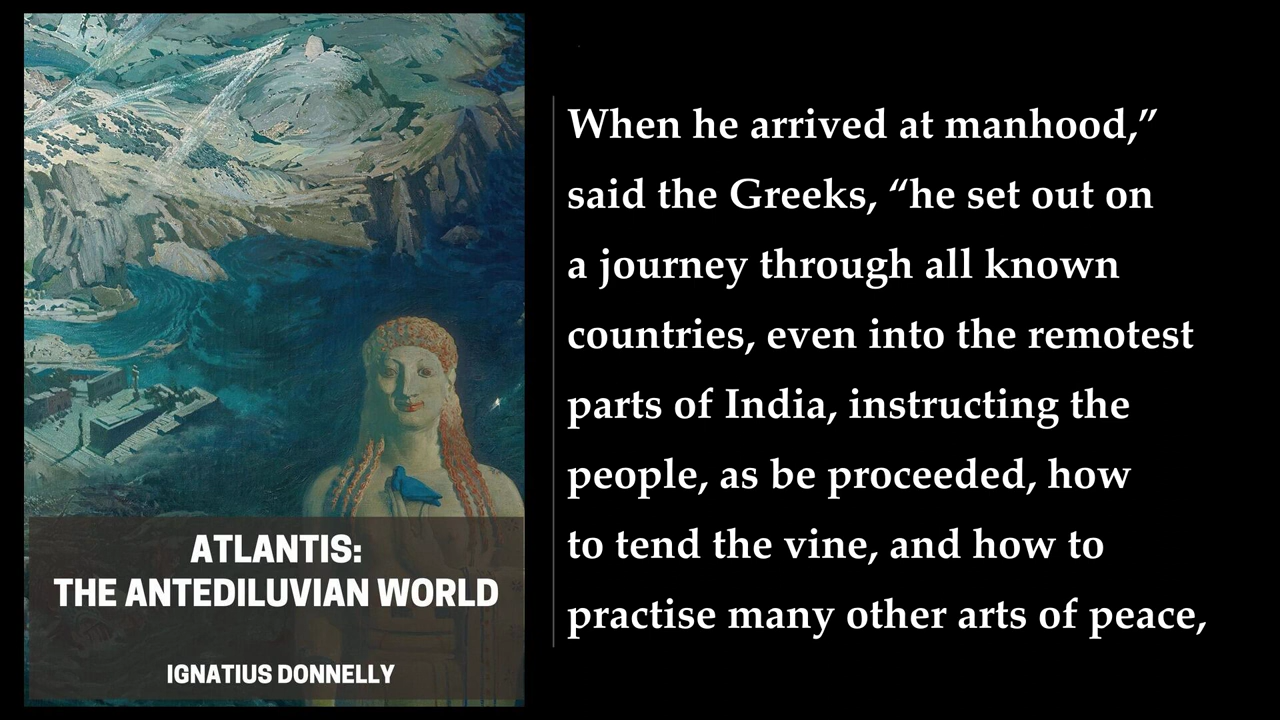 ATLANTIS:
THE ANTEDILUVIAN WORLD
IGNATIUS DONNELLY
When he arrived at manhood,”
said the Greeks, “he set out on
a journey through all known
countries, even into the remotest
parts of India, instructing the
people, as be proceeded, how
to tend the vine, and how to
practise many other arts of peace,